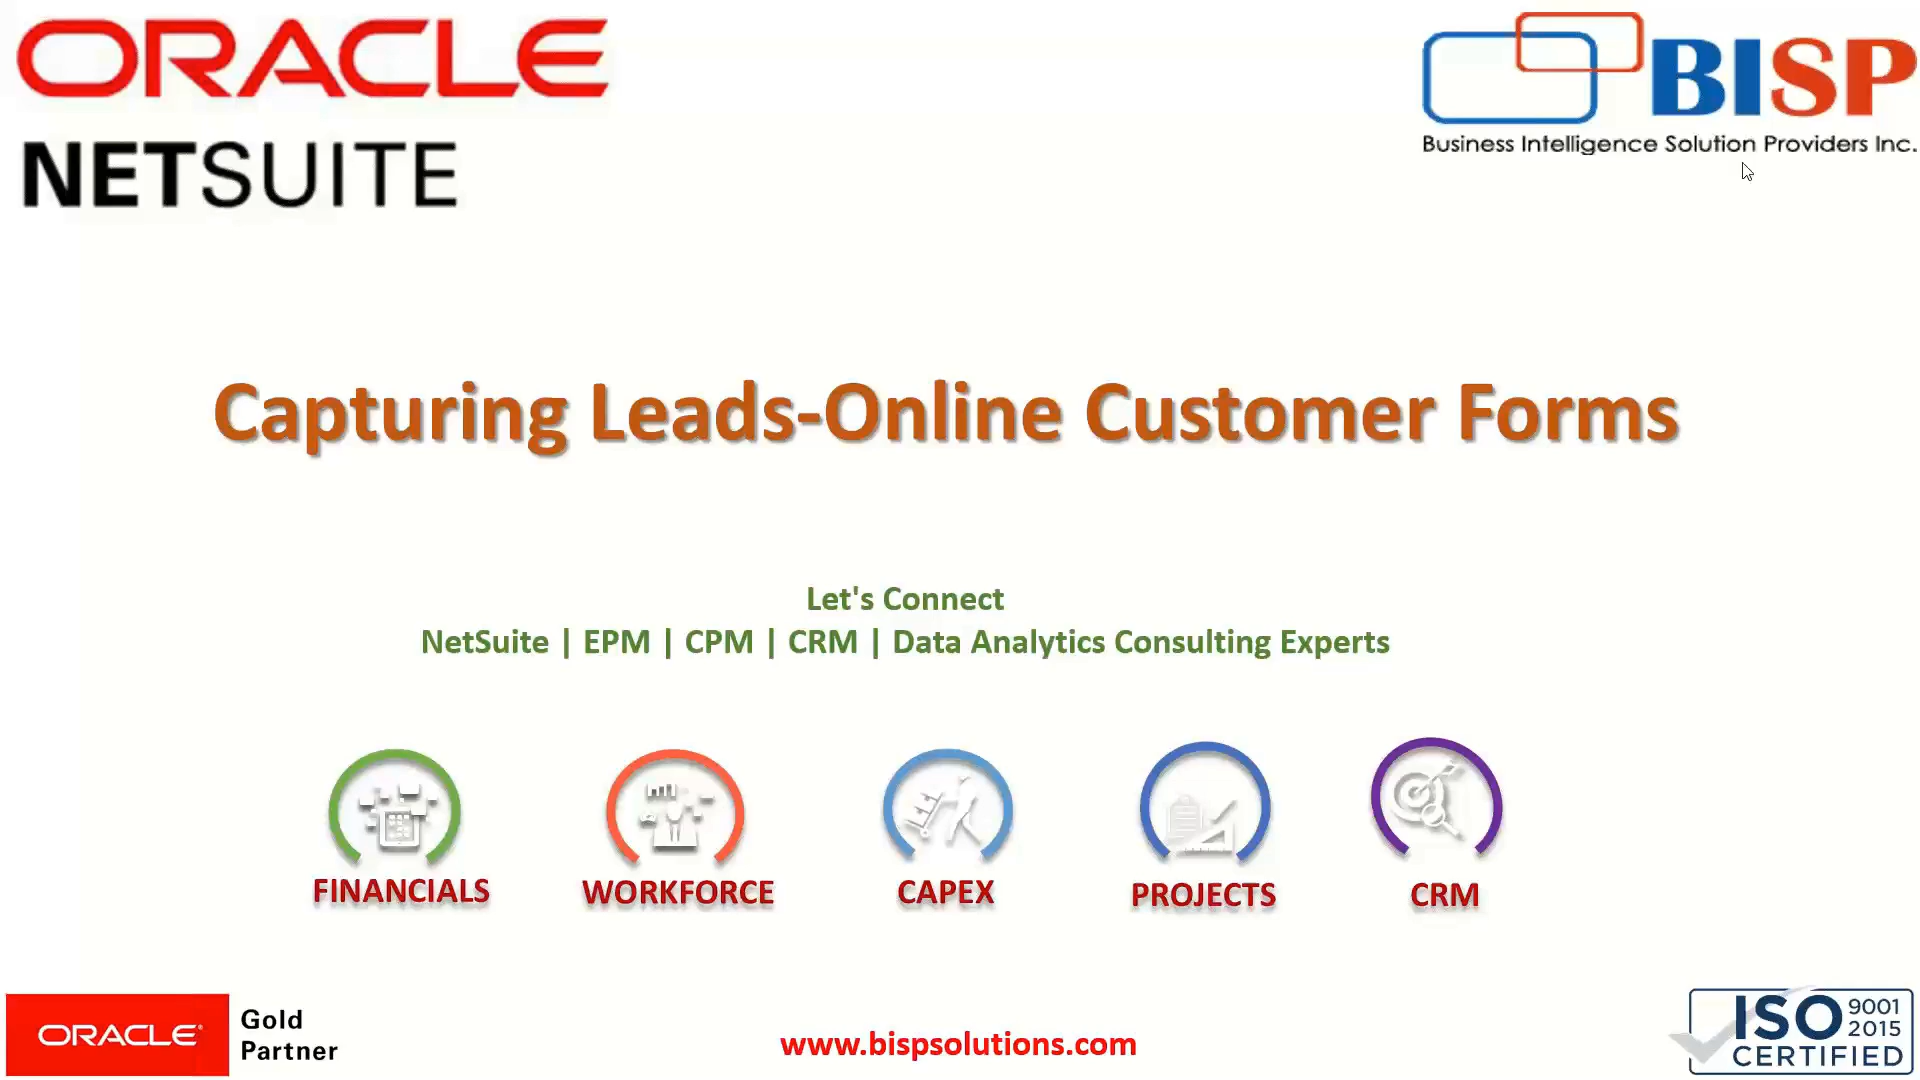 ORACLE
NETSUITE
BISP
Business Intelligence Solution Providers Inc.
Capturing Leads-Online Customer Forms
Let's Connect
NetSuite | EPM | CPM | CRM | Data Analytics Consulting Experts
FINANCIALS
WORKFORCE
CAPEX
PROJECTS
CRM
ORACLE
Gold
Partner
www.bispsolutions.com
ISO 9001
2015
CERTIFIED